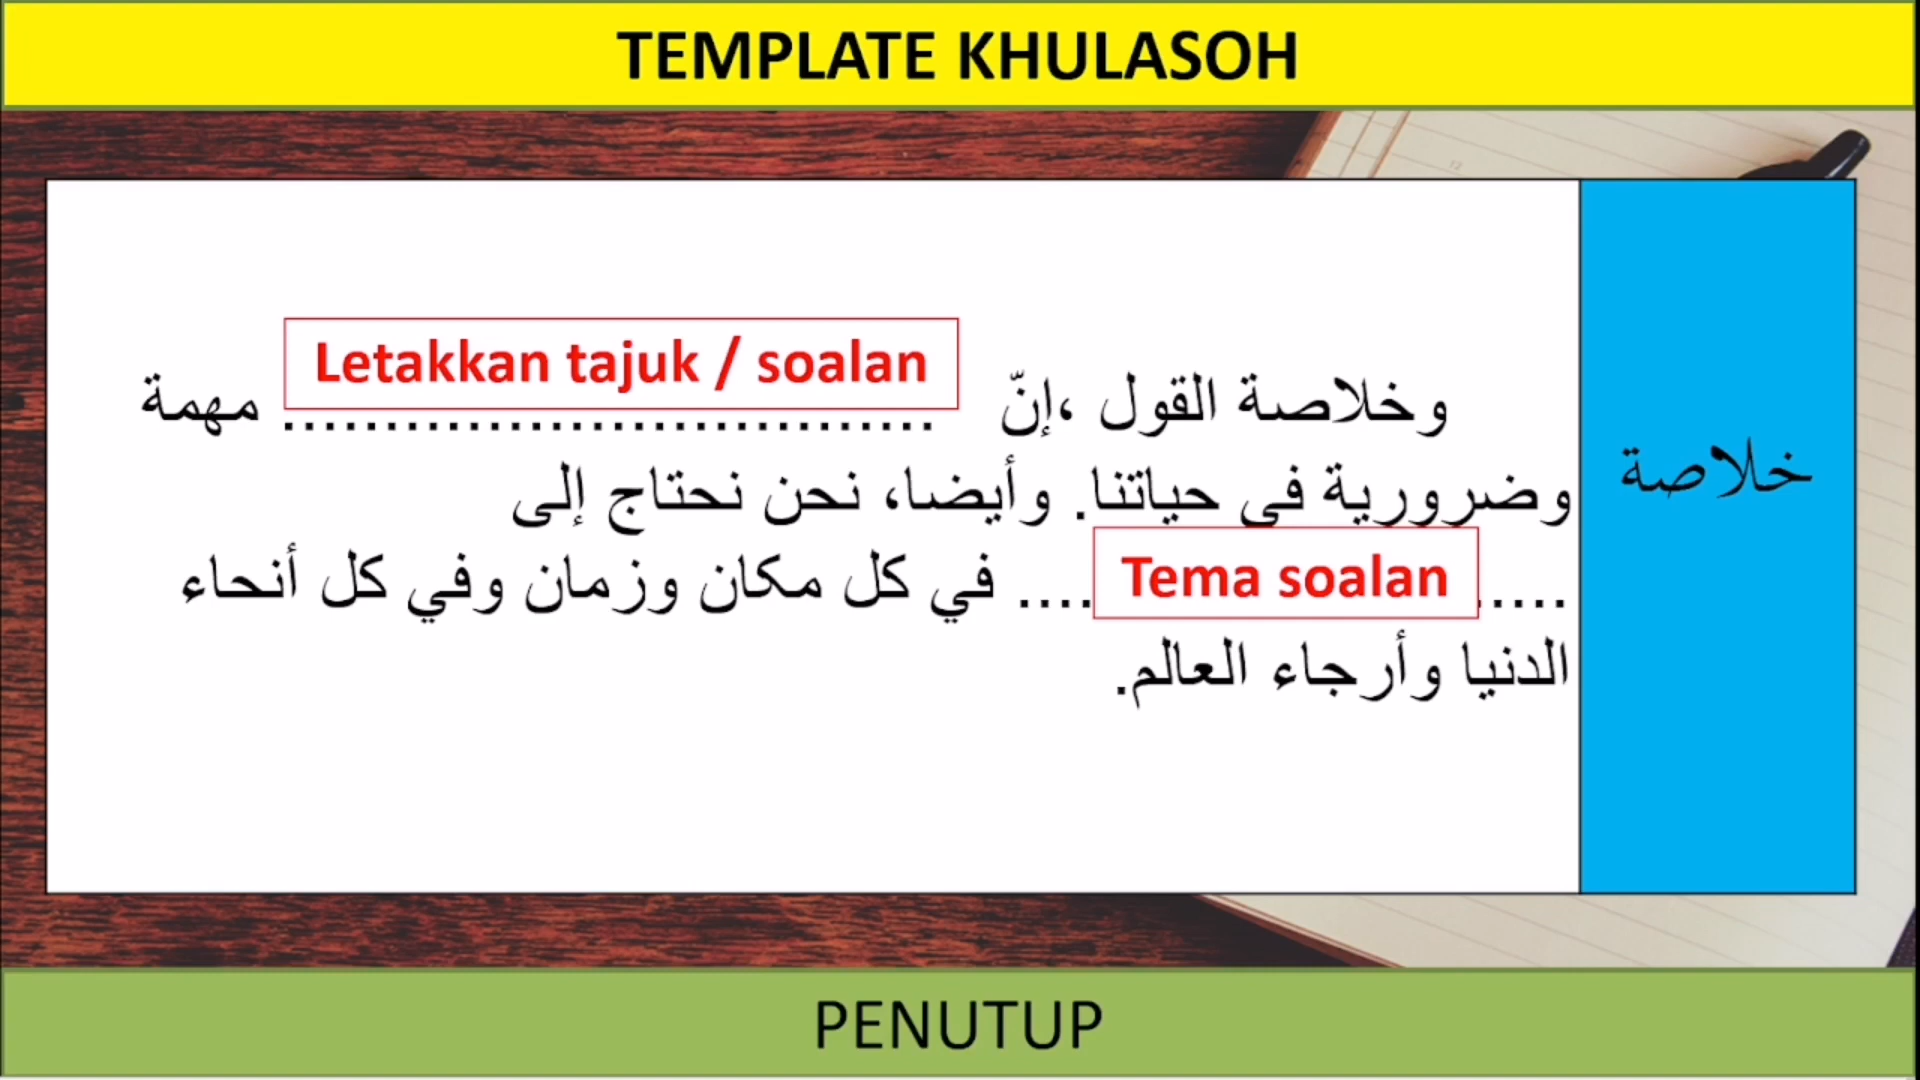 TEMPLATE KHULASOH
خلاصة
Letakkan tajuk / soalan
وخلاصة القول ،إنّ ................................ مهمة
وضرورية في حياتنا. وأيضا، نحن نحتاج إلى
.... Tema soalan .... في كل مكان وزمان وفي كل أنحاء
الدنيا وأرجاء العالم.
PENUTUP